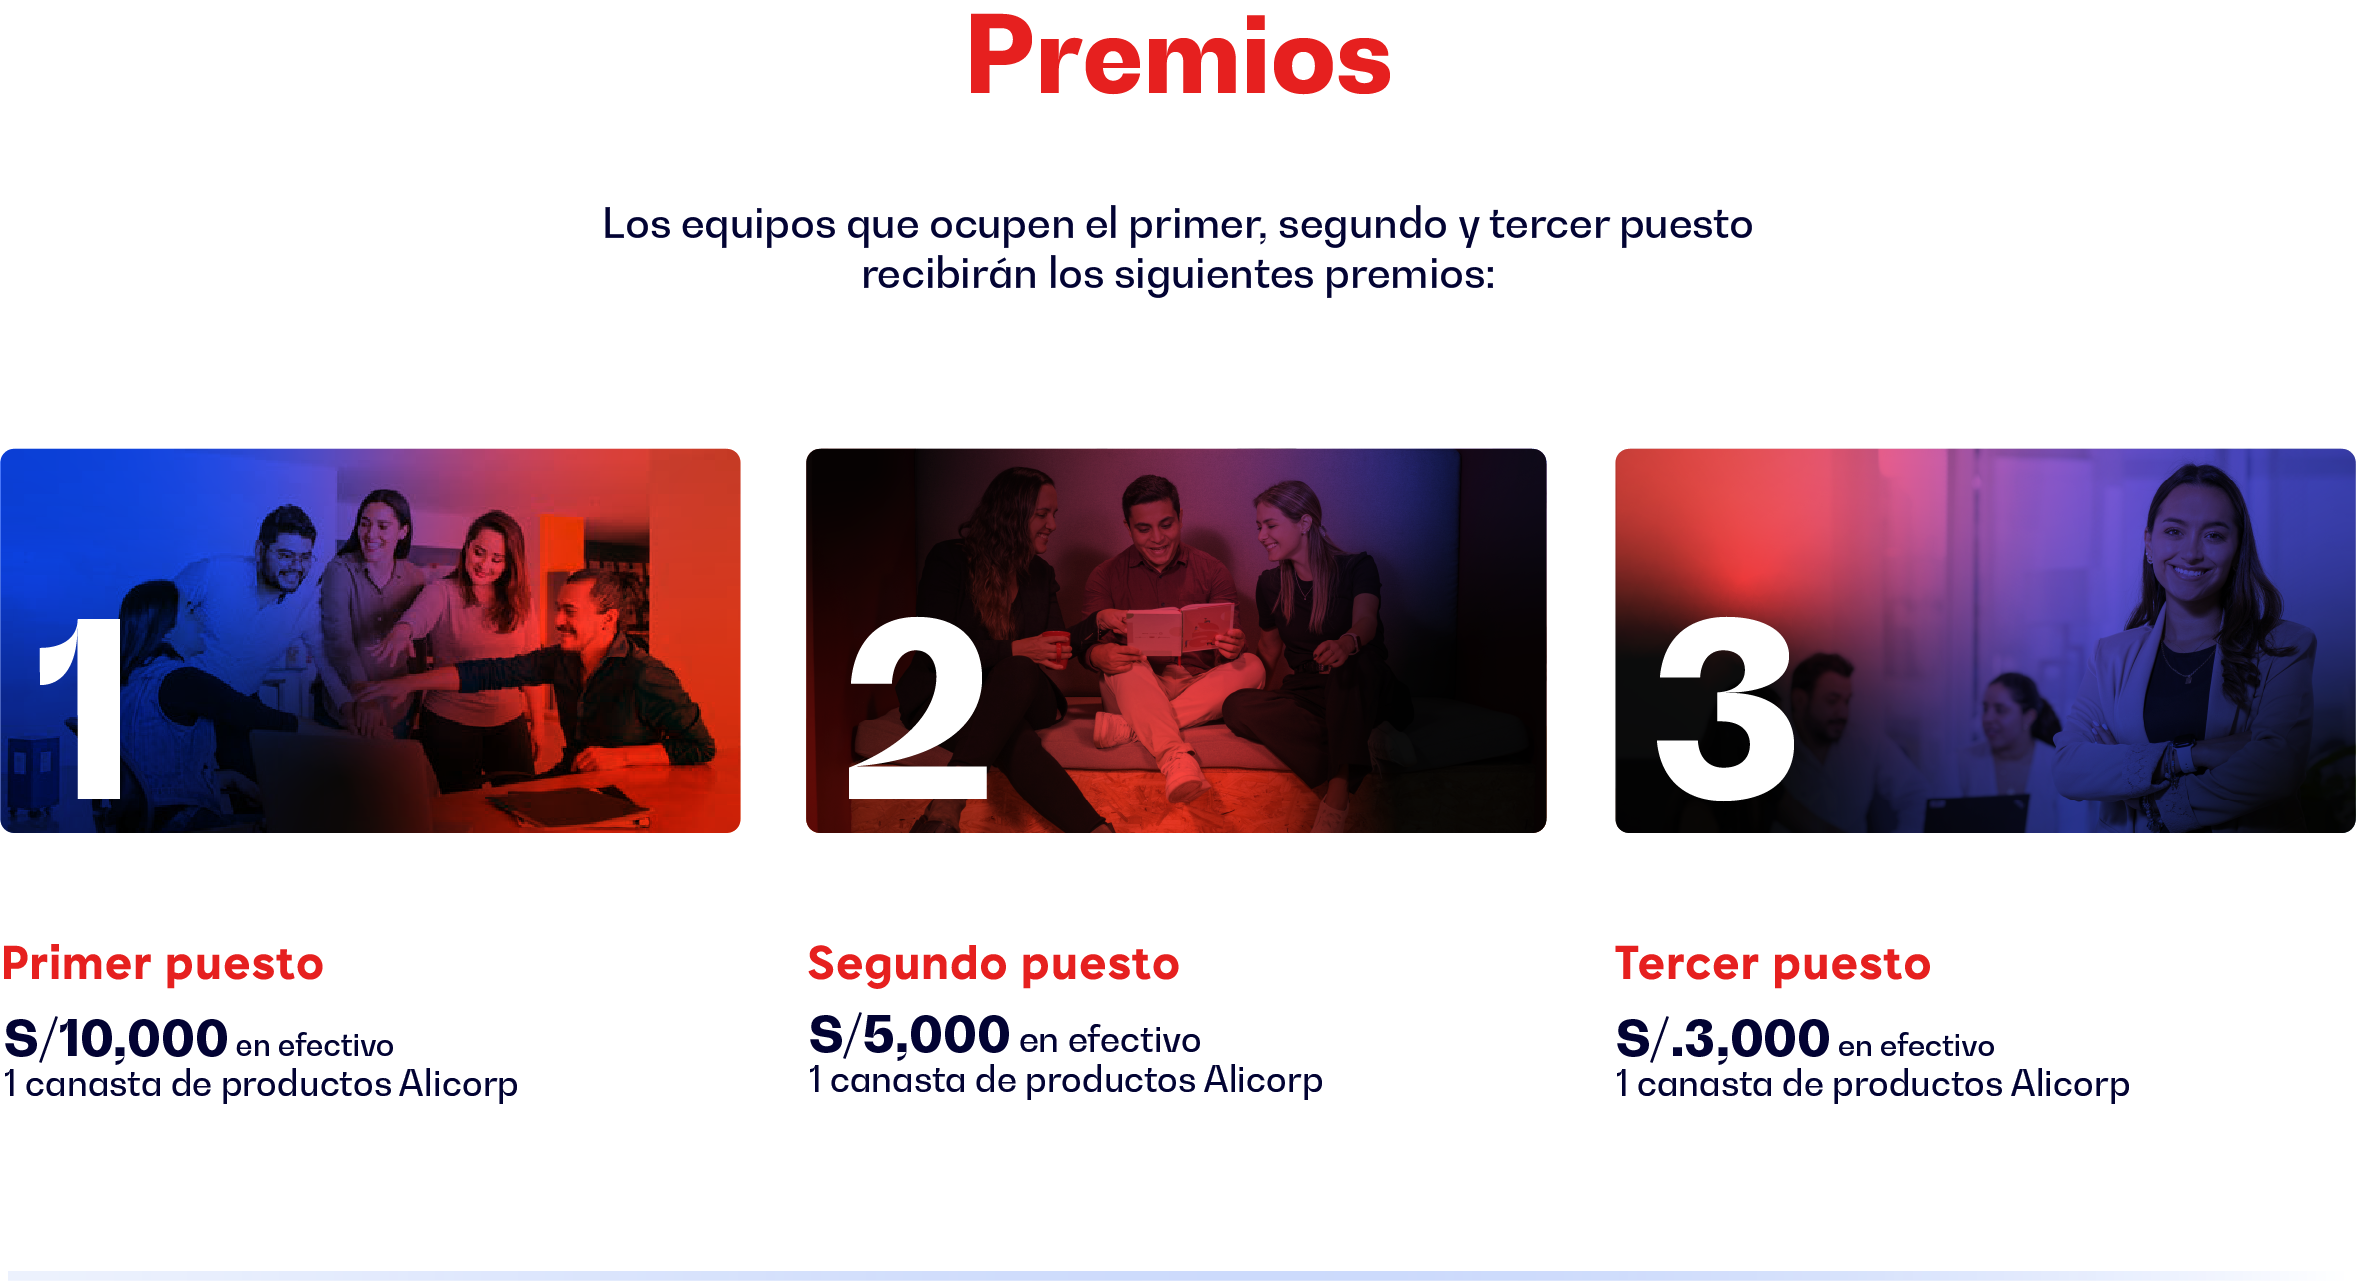 Premios
Los equipos que ocupen el primer, segundo y tercer puesto
recibirán los siguientes premios:
1
2
3
Primer puesto
S/10,000 en efectivo
1 canasta de productos Alicorp
Segundo puesto
S/5,000 en efectivo
1 canasta de productos Alicorp
Tercer puesto
S/.3,000 en efectivo
1 canasta de productos Alicorp